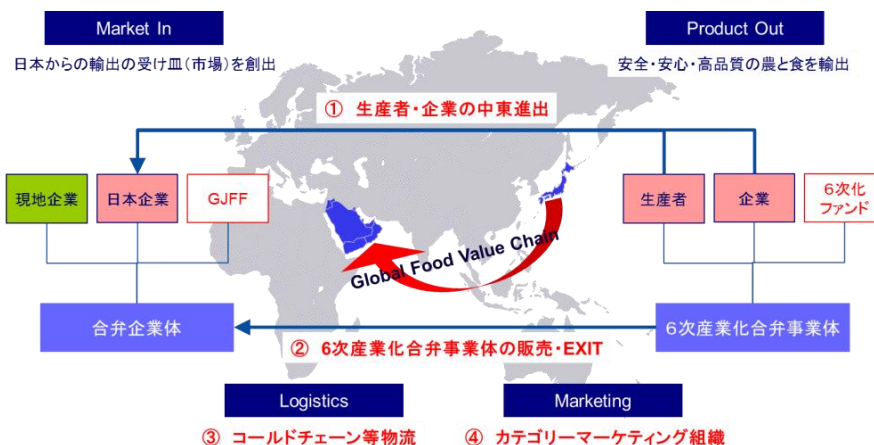 Market In
Product Out
日本からの輸出の受け皿(市場)を創出
安全・安心・高品質の農と食を輸出
① 生産者・企業の中東進出
現地企業
日本企業
GJFF
生産者
企業
6次化
ファンド
Global Food Value Chain
合弁企業体
6次産業化合弁事業体
② 6次産業化合弁事業体の販売・EXIT
Logistics
Marketing
③ コールドチェーン等物流
④ カテゴリーマーケティング組織